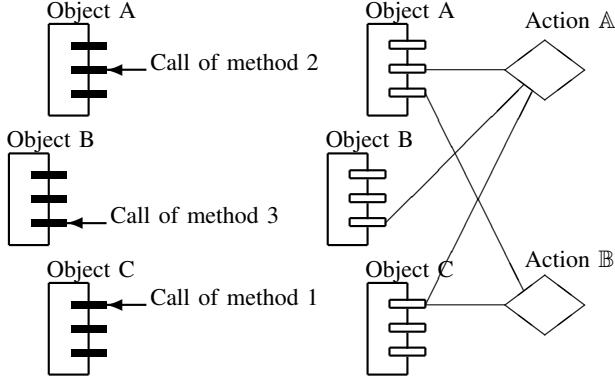 Object A
Call of method 2
Object B
Call of method 3
Object C
Call of method 1
Object A
Action 𝔸
Object B
Object C
Action 𝔹